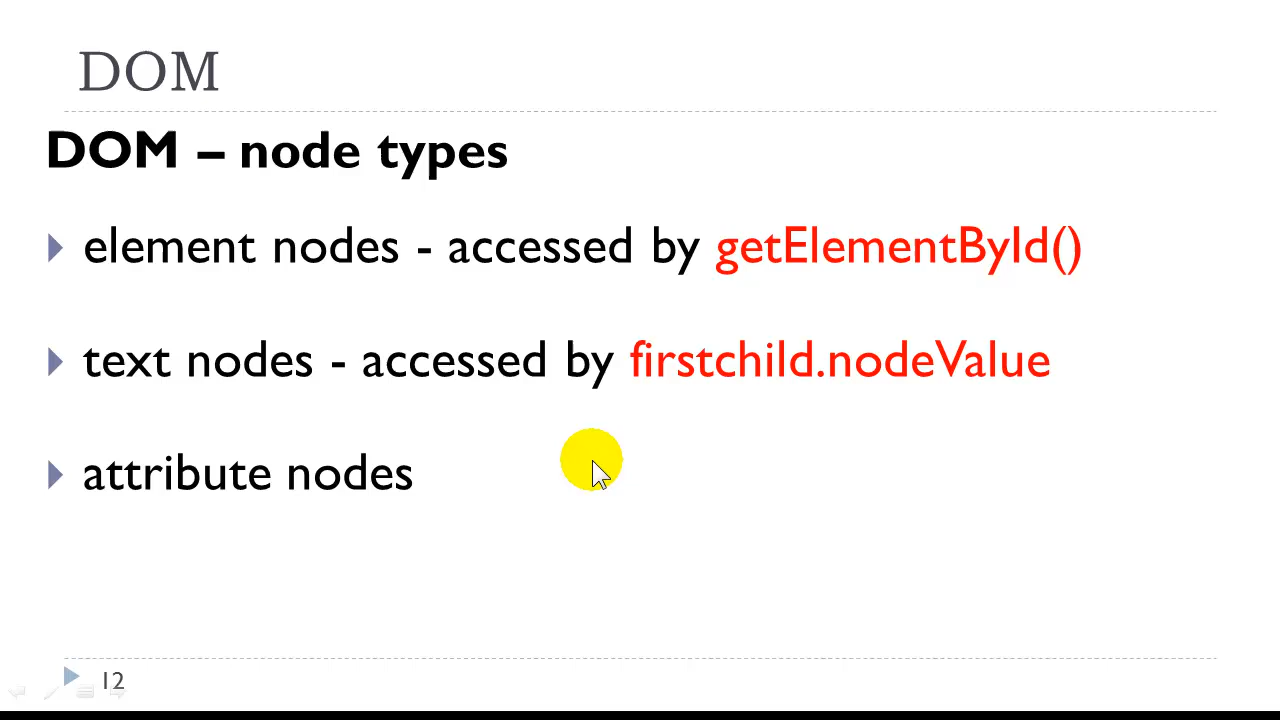 DOM
DOM – node types
element nodes - accessed by getElementById()
text nodes - accessed by firstchild.nodeValue
attribute nodes
12